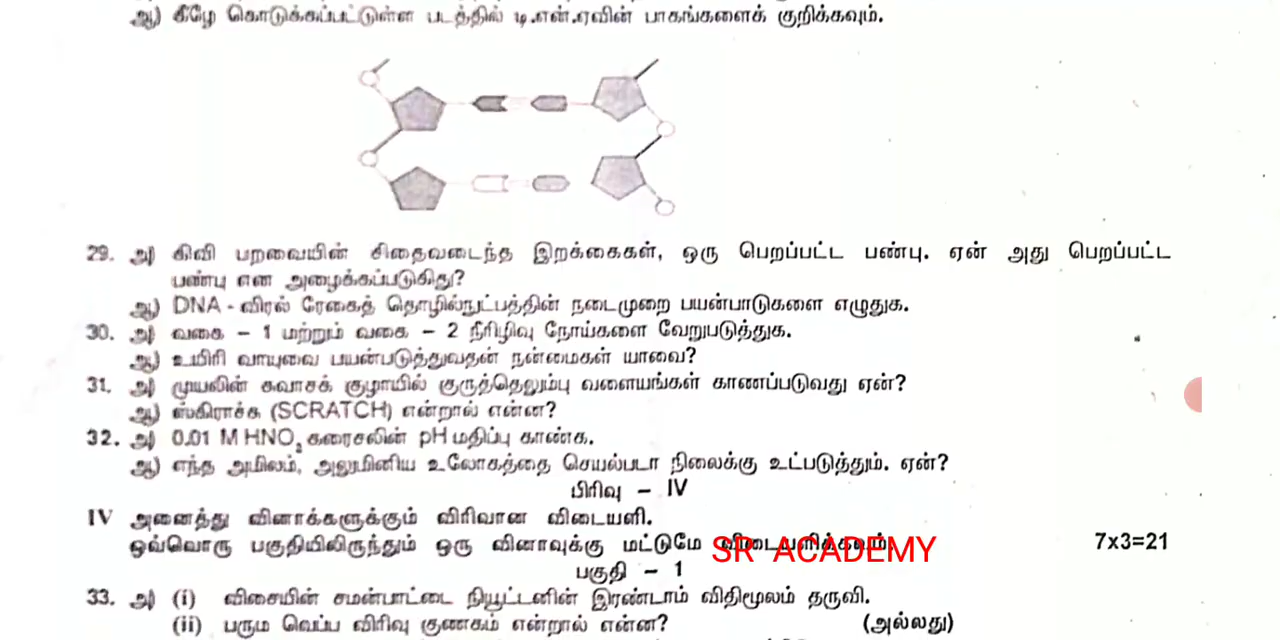 ஆ) கீழே கொடுக்கப்பட்டுள்ள படத்தில் டி.என்.ஏவின் பாகங்களைக் குறிக்கவும்.
29. அ) கிவி பறவையின் சிதைவடைந்த இறக்கைகள், ஒரு பெறப்பட்ட பண்பு. ஏன் அது பெறப்பட்ட
பண்பு என அழைக்கப்படுகிது?
ஆ) DNA - விரல் ரேகைத் தொழில்நுட்பத்தின் நடைமுறை பயன்பாடுகளை எழுதுக.
30. அ) வகை – 1 மற்றும் வகை – 2 நீரிழிவு நோய்களை வேறுபடுத்துக.
ஆ) உயிரி வாயுவை பயன்படுத்துவதன் நன்மைகள் யாவை?
31. அ) முயலின் சுவாசக் குழாயில் குருத்தெலும்பு வளையங்கள் காணப்படுவது ஏன்?
ஆ) ஸ்கிராச்சு (SCRATCH) என்றால் என்ன?
32. அ) 0.01 M HNO₃ கரைசலின் pH மதிப்பு காண்க.
ஆ) எந்த அமிலம், அலுமினிய உலோகத்தை செயல்படா நிலைக்கு உட்படுத்தும். ஏன்?
பிரிவு – IV
IV அனைத்து வினாக்களுக்கும் விரிவான விடையளி.
ஒவ்வொரு பகுதியிலிருந்தும் ஒரு வினாவுக்கு மட்டுமே விடையளிக்கவும். 7x3=21
SR ACADEMY
பகுதி – 1
33. அ) (i) விசையின் சமன்பாட்டை நியூட்டனின் இரண்டாம் விதிமூலம் தருவி.
(ii) பரும வெப்ப விரிவு குணகம் என்றால் என்ன? (அல்லது)